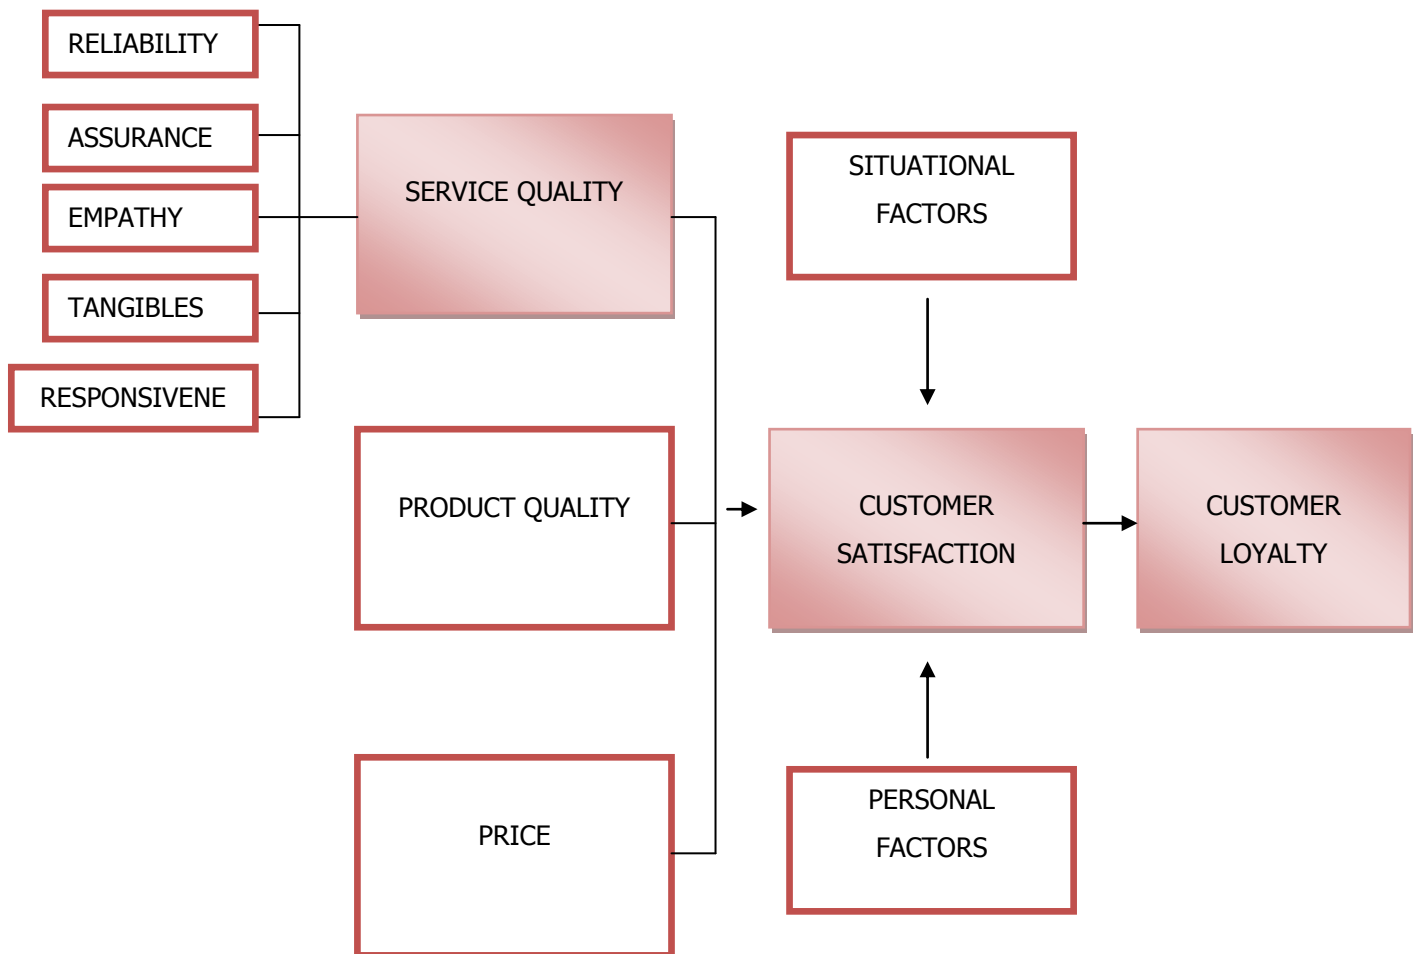 RELIABILITY
ASSURANCE
EMPATHY
TANGIBLES
RESPONSIVENE
SERVICE QUALITY
PRODUCT QUALITY
PRICE
SITUATIONAL
FACTORS
CUSTOMER
SATISFACTION
PERSONAL
FACTORS
CUSTOMER
LOYALTY